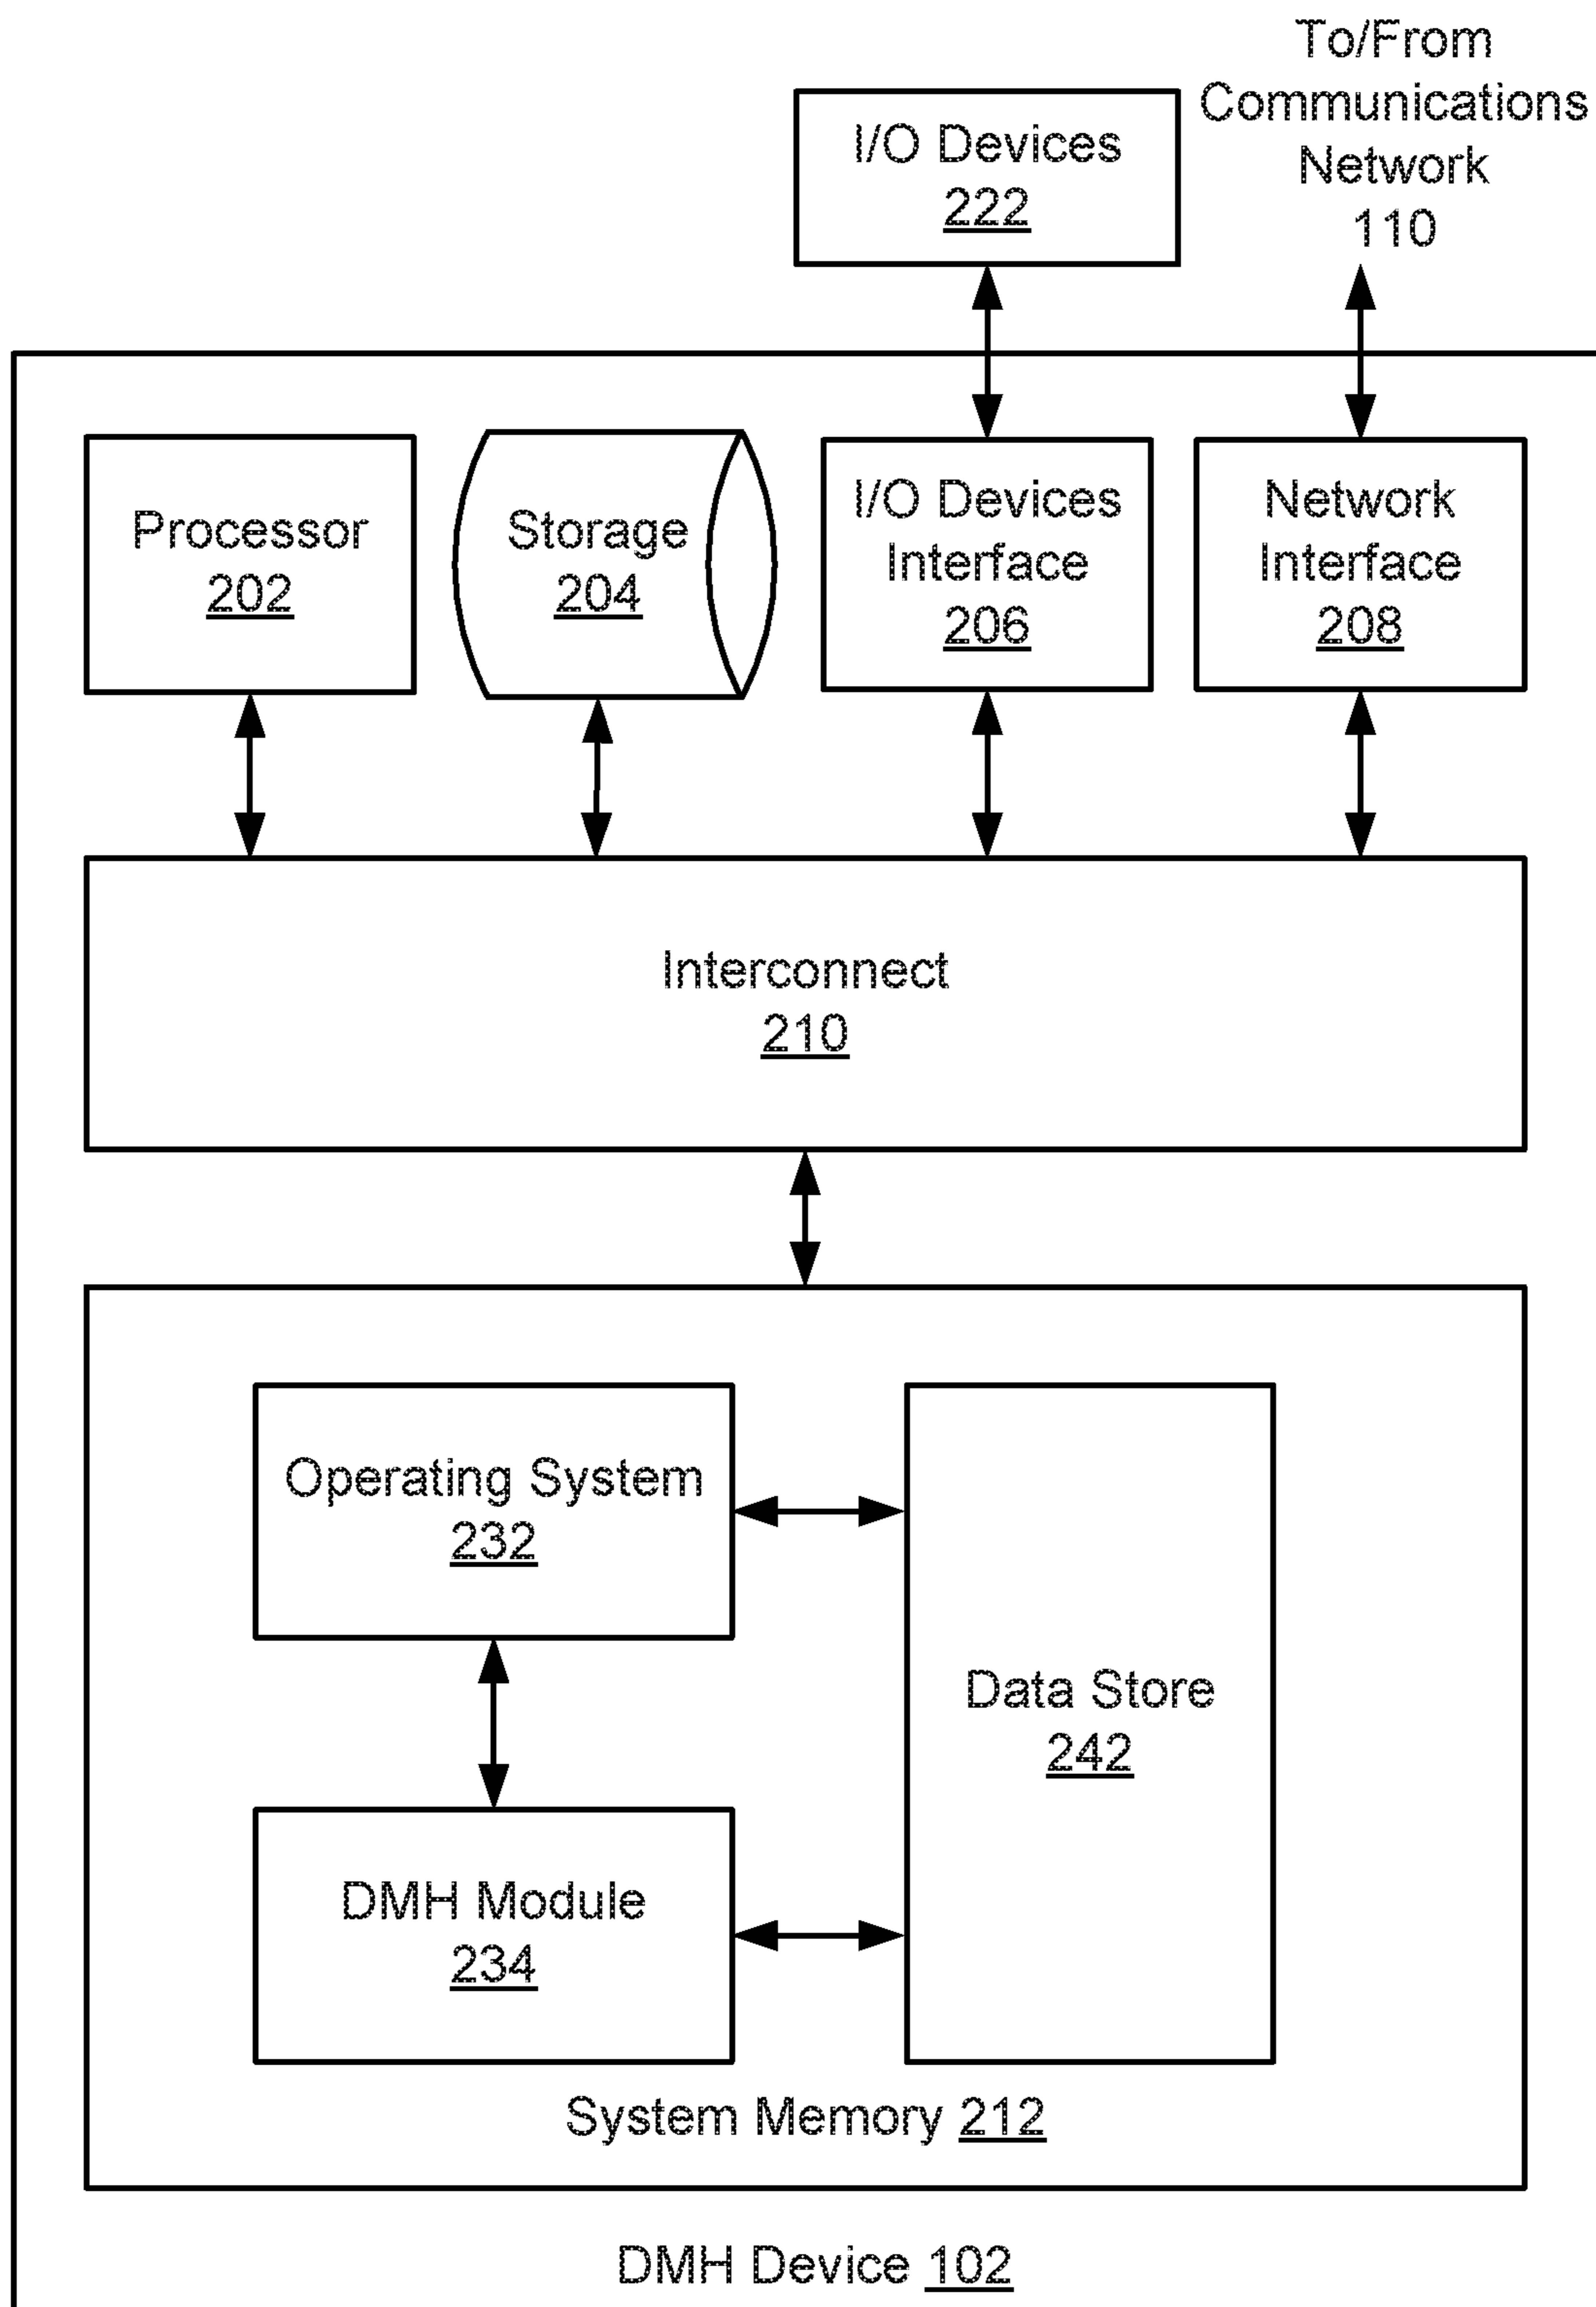 To/From
Communications
Network
110
I/O Devices
222
Processor
202
Storage
204
I/O Devices
Interface
206
Network
Interface
208
Interconnect
210
Operating System
232
Data Store
242
DMH Module
234
System Memory 212
DMH Device 102